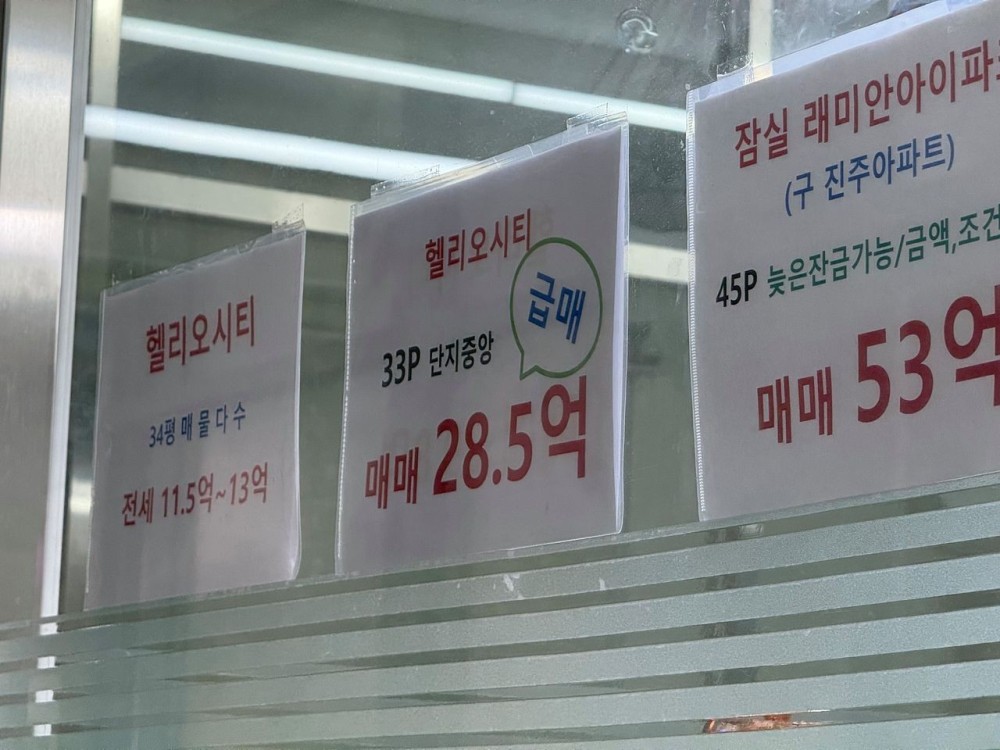 헬리오시티
34평 매 물 다 수
전세 11.5억~13억
헬리오시티
급매
33P 단지중앙
매매 28.5억
잠실 래미안아이파
(구 진주아파트)
45P 늦은잔금가능/금액,조건
매매 53억